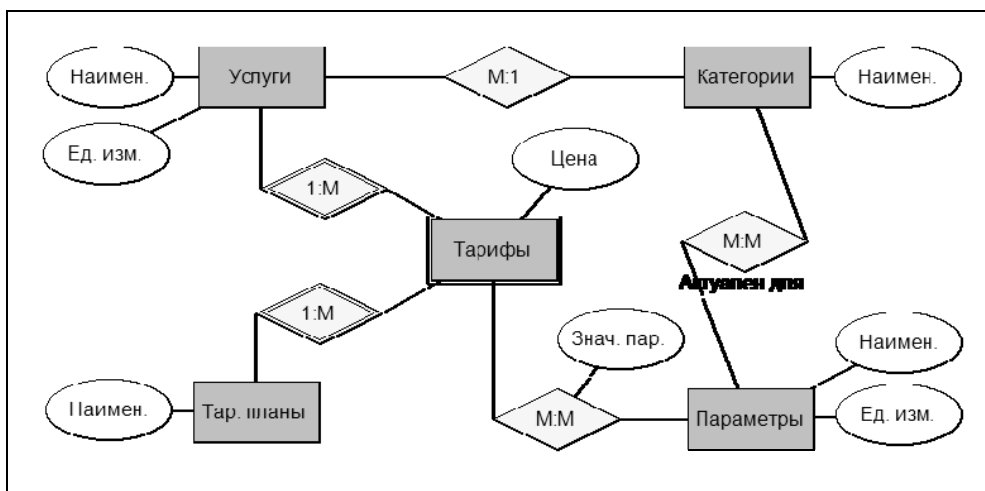 Наимен.
Услуги
М:1
Категории
Наимен.
Ед. изм.
1:М
Цена
Тарифы
М:М
Актуален для
1:М
Знач. пар.
Наимен.
Наимен.
Тар. планы
М:М
Параметры
Ед. изм.